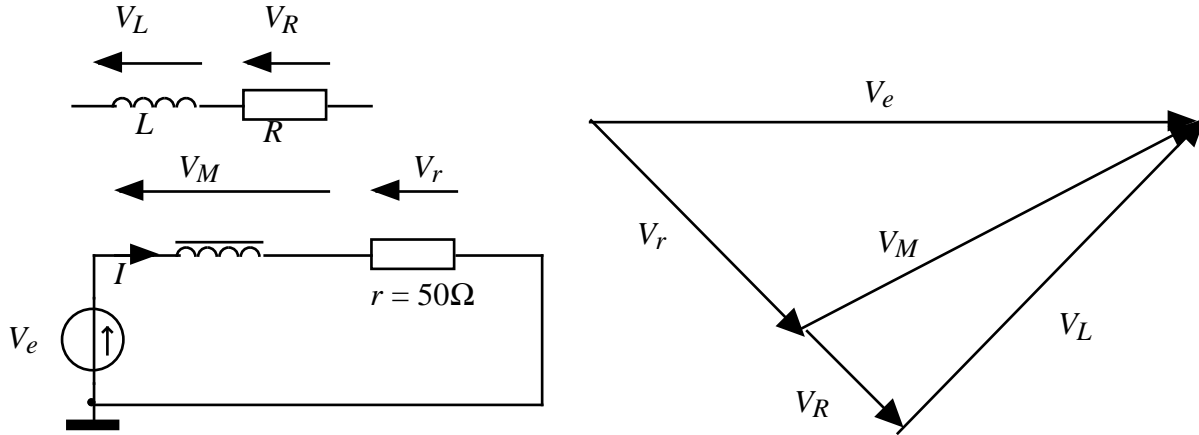 V_L V_R
L R
V_M V_r
I r = 50Ω
V_e
V_e
V_r V_M
V_L
V_R